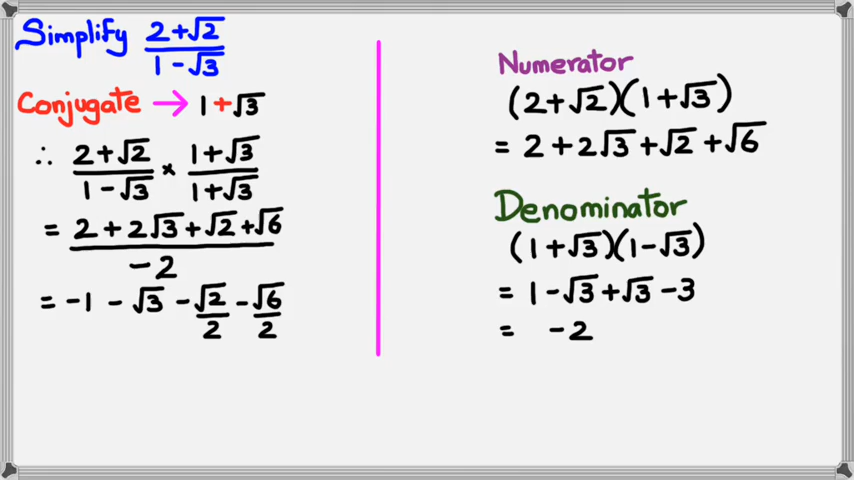 Simplify (2+√2)/(1-√3)
Conjugate → 1+√3
∴ (2+√2)/(1-√3) × (1+√3)/(1+√3)
= (2+2√3+√2+√6)/(-2)
= -1 - √3 - √2/2 - √6/2
Numerator
(2+√2)(1+√3)
= 2+2√3+√2+√6
Denominator
(1+√3)(1-√3)
= 1-√3+√3-3
= -2